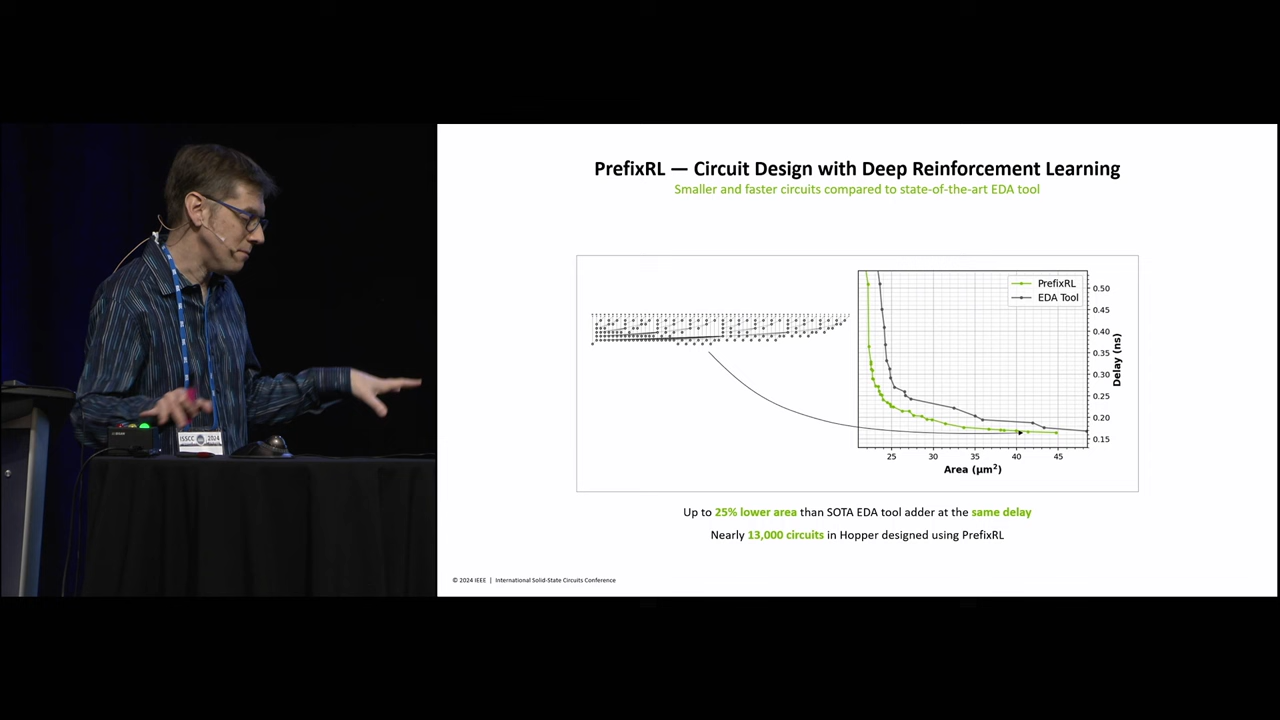 PrefixRL — Circuit Design with Deep Reinforcement Learning
Smaller and faster circuits compared to state-of-the-art EDA tool
PrefixRL
EDA Tool
0.50
0.45
0.40
0.35
0.30
0.25
0.20
0.15
Delay (ns)
25 30 35 40 45
Area (μm²)
Up to 25% lower area than SOTA EDA tool adder at the same delay
Nearly 13,000 circuits in Hopper designed using PrefixRL
© 2024 IEEE | International Solid-State Circuits Conference
ISSCC 2024